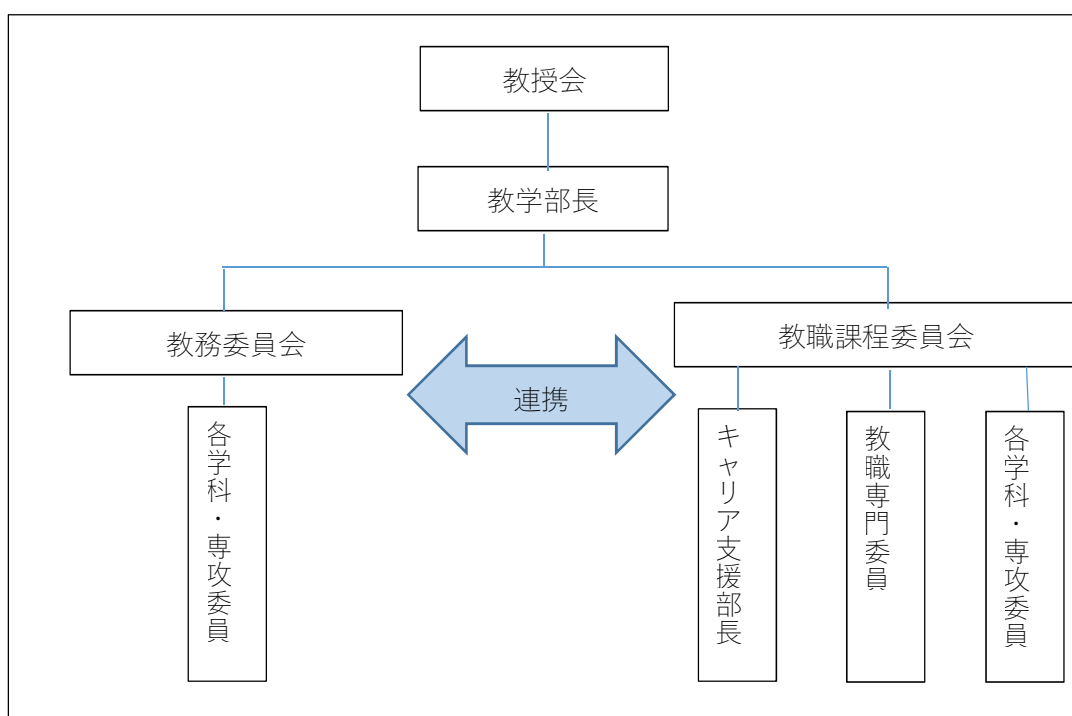 教授会
教学部長
教務委員会
教職課程委員会
連携
各学科・専攻委員
キャリア支援部長
教職専門委員
各学科・専攻委員